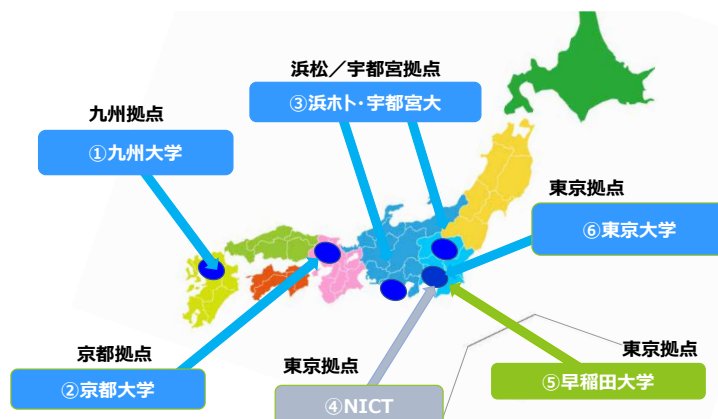 浜松／宇都宮拠点
③浜ホト・宇都宮大
九州拠点
①九州大学
東京拠点
⑥東京大学
京都拠点
②京都大学
東京拠点
④NICT
東京拠点
⑤早稲田大学